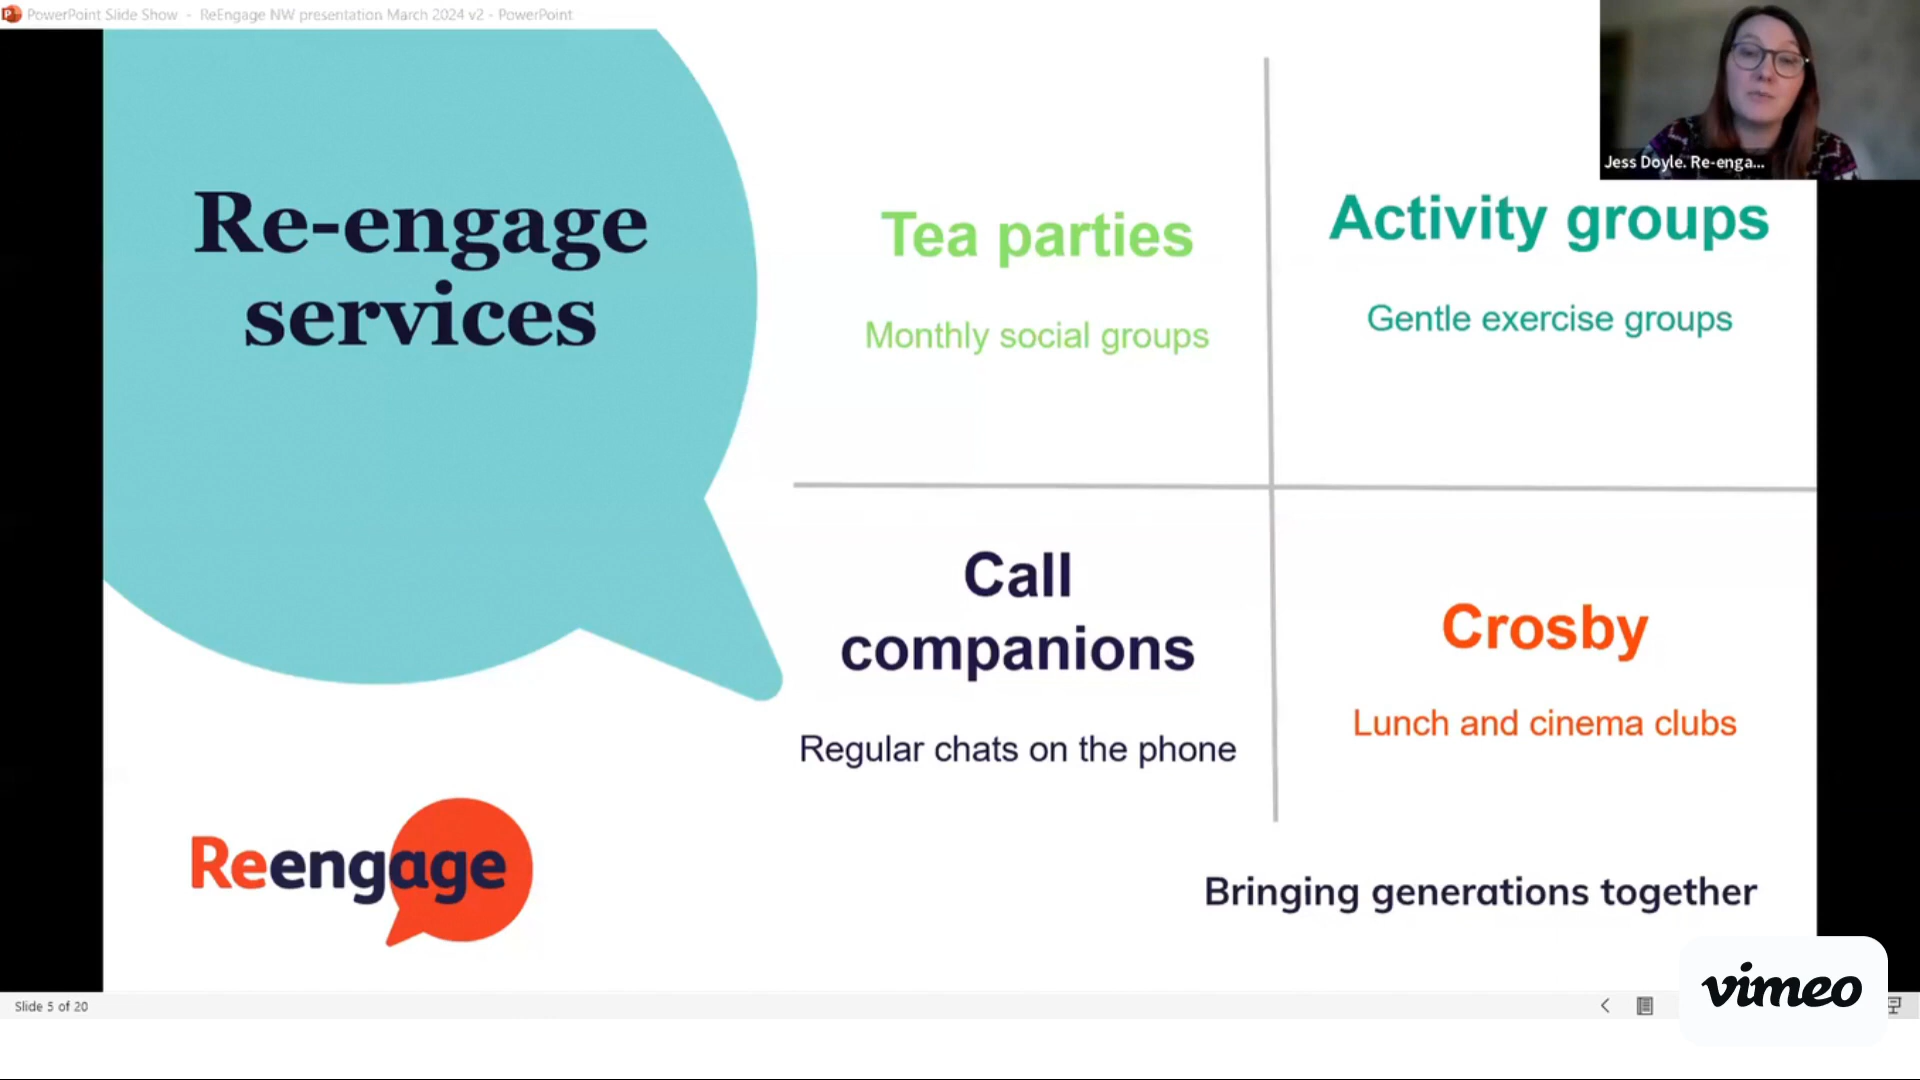 PowerPoint Slide Show - ReEngage NW presentation March 2024 v2 - PowerPoint
Jess Doyle. Re-enga...
Re-engage
services
Tea parties
Monthly social groups
Activity groups
Gentle exercise groups
Call
companions
Regular chats on the phone
Crosby
Lunch and cinema clubs
Reengage
Bringing generations together
Slide 5 of 20
vimeo